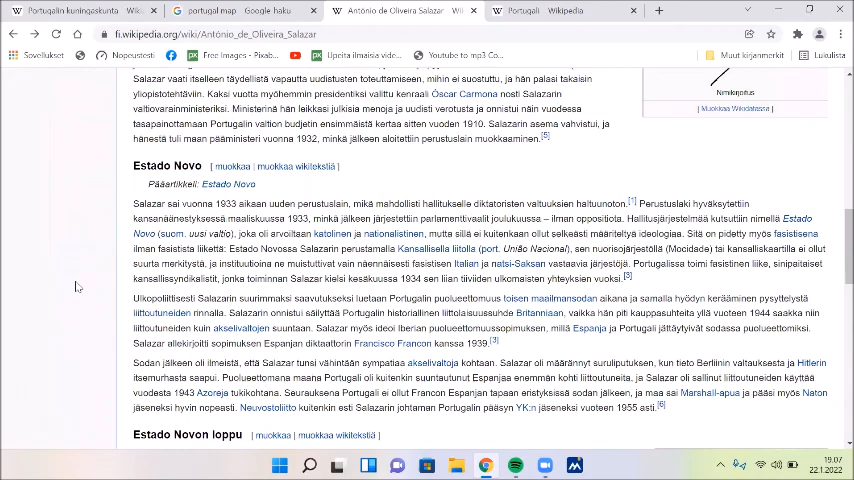 Portugalin kuningaskunta – Wiki
portugal map - Google haku
António de Oliveira Salazar –
Portugali – Wikipedia
fi.wikipedia.org/wiki/António_de_Oliveira_Salazar
Sovellukset
Nopeustesti
Free Images - Pixab...
Upeita ilmaisia vide...
Youtube to mp3 Co...
Muut kirjanmerkit
Lukulista
Salazar vaati itselleen täydellistä vapautta uudistusten toteuttamiseen, mihin ei suostuttu, ja hän palasi takaisin
yliopistotehtäviin. Kaksi vuotta myöhemmin presidentiksi valittu kenraali Óscar Carmona nosti Salazarin
valtiovarainministeriksi. Ministerinä hän leikkasi julkisia menoja ja uudisti verotusta ja onnistui näin vuodessa
tasapainottamaan Portugalin valtion budjetin ensimmäistä kertaa sitten vuoden 1910. Salazarin asema vahvistui, ja
hänestä tuli maan pääministeri vuonna 1932, minkä jälkeen aloitettiin perustuslain muokkaaminen.[5]
Nimikirjoitus
[ Muokkaa Wikidatassa ]
Estado Novo [ muokkaa | muokkaa wikitekstiä ]
Pääartikkeli: Estado Novo
Salazar sai vuonna 1933 aikaan uuden perustuslain, mikä mahdollisti hallitukselle diktatoristen valtuuksien haltuunoton.[1] Perustuslaki hyväksytettiin
kansanäänestyksessä maaliskuussa 1933, minkä jälkeen järjestettiin parlamenttivaalit joulukuussa – ilman oppositiota. Hallitusjärjestelmää kutsuttiin nimellä Estado
Novo (suom. uusi valtio), joka oli arvoiltaan katolinen ja nationalistinen, mutta sillä ei kuitenkaan ollut selkeästi määriteltyä ideologiaa. Sitä on pidetty myös fasistisena
ilman fasistista liikettä: Estado Novossa Salazarin perustamalla Kansallisella liitolla (port. União Nacional), sen nuorisojärjestöllä (Mocidade) tai kansalliskaartilla ei ollut
suurta merkitystä, ja instituutioina ne muistuttivat vain näennäisesti fasistisen Italian ja natsi-Saksan vastaavia järjestöjä. Portugalissa toimi fasistinen liike, sinipaitaiset
kansallissyndikalistit, jonka toiminnan Salazar kielsi kesäkuussa 1934 sen liian tiiviiden ulkomaisten yhteyksien vuoksi.[3]
Ulkopoliittisesti Salazarin suurimmaksi saavutukseksi luetaan Portugalin puolueettomuus toisen maailmansodan aikana ja samalla hyödyn kerääminen pysyttelystä
liittoutuneiden rinnalla. Salazarin onnistui säilyttää Portugalin historiallinen liittolaisuussuhde Britanniaan, vaikka hän piti kauppasuhteita yllä vuoteen 1944 saakka niin
liittoutuneiden kuin akselivaltojen suuntaan. Salazar myös ideoi Iberian puolueettomuussopimuksen, millä Espanja ja Portugali jättäytyivät sodassa puolueettomiksi.
Salazar allekirjoitti sopimuksen Espanjan diktaattorin Francisco Francon kanssa 1939.[3]
Sodan jälkeen oli ilmeistä, että Salazar tunsi vähintään sympatiaa akselivaltoja kohtaan. Salazar oli määrännyt suruliputuksen, kun tieto Berliinin valtauksesta ja Hitlerin
itsemurhasta saapui. Puolueettomana maana Portugali oli kuitenkin suuntautunut Espanjaa enemmän kohti liittoutuneita, ja Salazar oli sallinut liittoutuneiden käyttää
vuodesta 1943 Azoreja tukikohtana. Seurauksena Portugali ei ollut Francon Espanjan tapaan eristyksissä sodan jälkeen, ja maa sai Marshall-apua ja pääsi myös Naton
jäseneksi hyvin nopeasti. Neuvostoliitto kuitenkin esti Salazarin johtaman Portugalin pääsyn YK:n jäseneksi vuoteen 1955 asti.[6]
Estado Novon loppu [ muokkaa | muokkaa wikitekstiä ]
19.07
22.1.2022